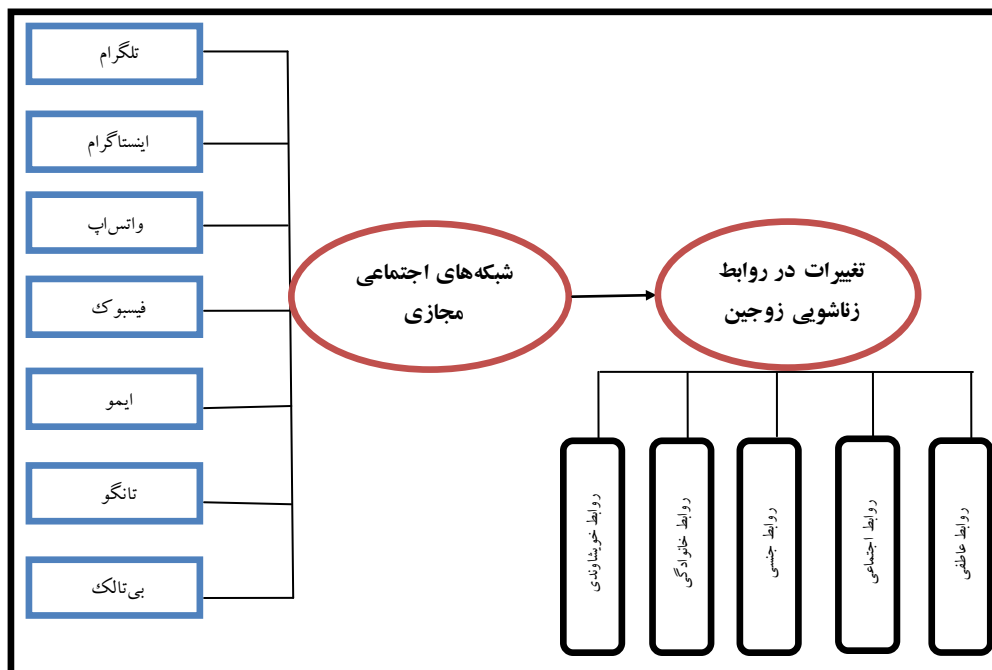 تلگرام
اینستاگرام
واتس‌اپ
فیسبوک
ایمو
تانگو
بی‌تالک
شبکه‌های اجتماعی
مجازی
تغییرات در روابط
زناشویی زوجین
روابط عاطفی
روابط اجتماعی
روابط جنسی
روابط خانوادگی
روابط خویشاوندی